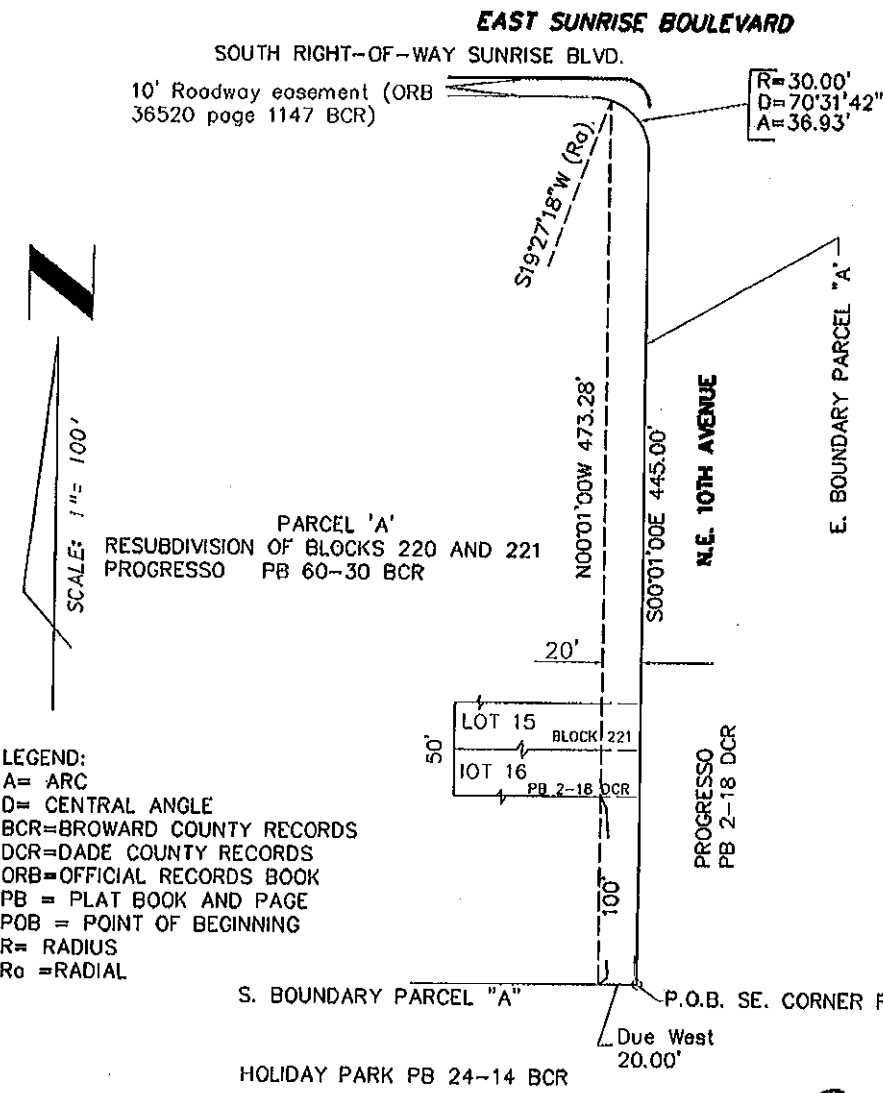 EAST SUNRISE BOULEVARD
SOUTH RIGHT-OF-WAY SUNRISE BLVD.
10' Roadway easement (ORB
36520 page 1147 BCR)
R=30.00'
D=70°31'42"
A=36.93'
S19°27'18"W (Ra)
E. BOUNDARY PARCEL "A"
N00°01'00W 473.28'
S00°01'00E 445.00'
N.E. 10TH AVENUE
SCALE: 1"= 100'
PARCEL 'A'
RESUBDIVISION OF BLOCKS 220 AND 221
PROGRESSO PB 60-30 BCR
20'
50'
LOT 15
BLOCK 221
IOT 16
PB 2-18 DCR
PROGRESSO
PB 2-18 DCR
100'
LEGEND:
A= ARC
D= CENTRAL ANGLE
BCR=BROWARD COUNTY RECORDS
DCR=DADE COUNTY RECORDS
ORB=OFFICIAL RECORDS BOOK
PB = PLAT BOOK AND PAGE
POB = POINT OF BEGINNING
R= RADIUS
Ra =RADIAL
S. BOUNDARY PARCEL "A"
P.O.B. SE. CORNER
Due West
20.00'
HOLIDAY PARK PB 24-14 BCR